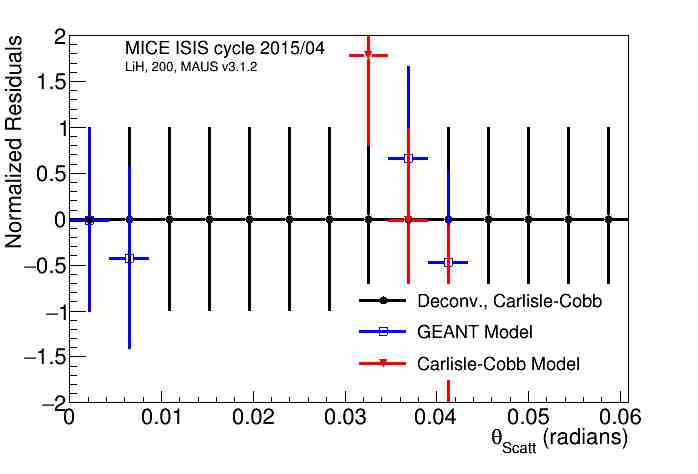 MICE ISIS cycle 2015/04
LiH, 200, MAUS v3.1.2
Normalized Residuals
2
1.5
1
0.5
0
−0.5
−1
−1.5
−2
Deconv., Carlisle-Cobb
GEANT Model
Carlisle-Cobb Model
0 0.01 0.02 0.03 0.04 0.05 0.06
θScatt (radians)